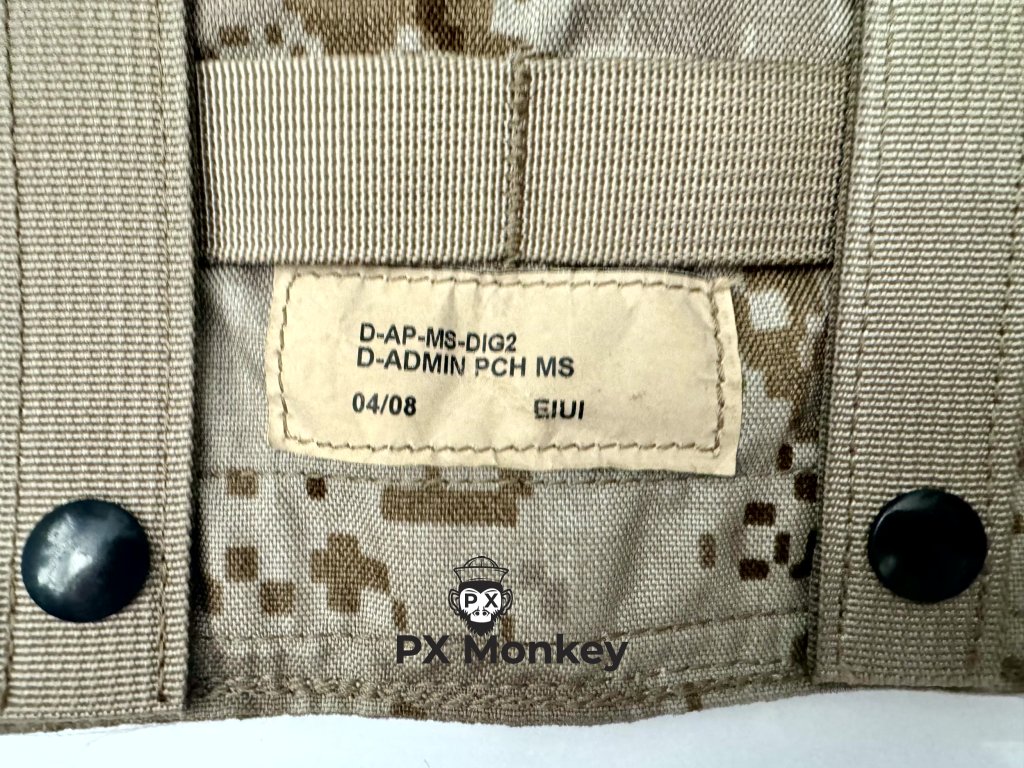 D-AP-MS-DIG2
D-ADMIN PCH MS
04/08 EIUI
PX
PX Monkey